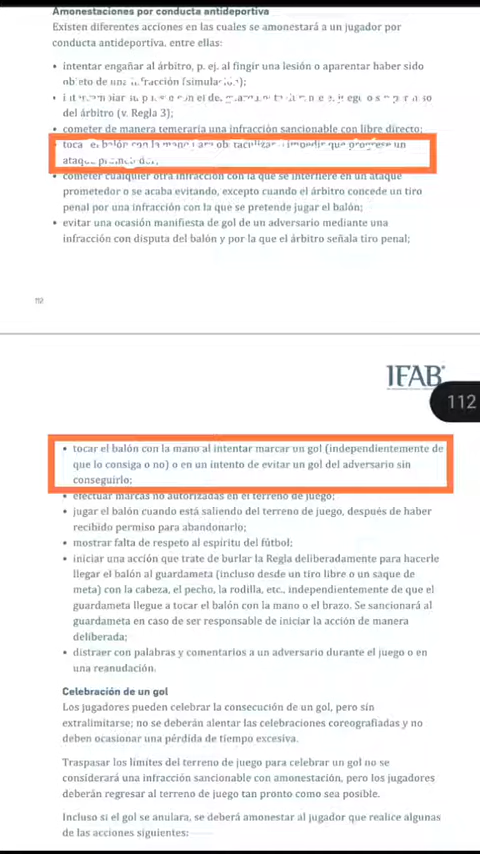 Amonestaciones por conducta antideportiva
Existen diferentes acciones en las cuales se amonestará a un jugador por
conducta antideportiva, entre ellas:
• intentar engañar al árbitro, p. ej. al fingir una lesión o aparentar haber sido
objeto de una infracción (simulación);
del árbitro (v. Regla 3);
• cometer de manera temeraria una infracción sancionable con libre directo;
el balón con la mano para obstaculizar o impedir que progrese un
ataque
• cometer cualquier otra infracción con la que se interfiere en un ataque
prometedor o se acaba evitando, excepto cuando el árbitro concede un tiro
penal por una infracción con la que se pretende jugar el balón;
• evitar una ocasión manifiesta de gol de un adversario mediante una
infracción con disputa del balón y por la que el árbitro señala tiro penal;
112
IFAB
112
• tocar el balón con la mano al intentar marcar un gol (independientemente de
que lo consiga o no) o en un intento de evitar un gol del adversario sin
conseguirlo;
• efectuar marcas no autorizadas en el terreno de juego;
• jugar el balón cuando está saliendo del terreno de juego, después de haber
recibido permiso para abandonarlo;
• mostrar falta de respeto al espíritu del fútbol;
• iniciar una acción que trate de burlar la Regla deliberadamente para hacerle
llegar el balón al guardameta (incluso desde un tiro libre o un saque de
meta) con la cabeza, el pecho, la rodilla, etc., independientemente de que el
guardameta llegue a tocar el balón con la mano o el brazo. Se sancionará al
guardameta en caso de ser responsable de iniciar la acción de manera
deliberada;
• distraer con palabras y comentarios a un adversario durante el juego o en
una reanudación.
Celebración de un gol
Los jugadores pueden celebrar la consecución de un gol, pero sin
extralimitarse; no se deberán alentar las celebraciones coreografiadas y no
deben ocasionar una pérdida de tiempo excesiva.
Traspasar los límites del terreno de juego para celebrar un gol no se
considerará una infracción sancionable con amonestación, pero los jugadores
deberán regresar al terreno de juego tan pronto como sea posible.
Incluso si el gol se anulara, se deberá amonestar al jugador que realice algunas
de las acciones siguientes: